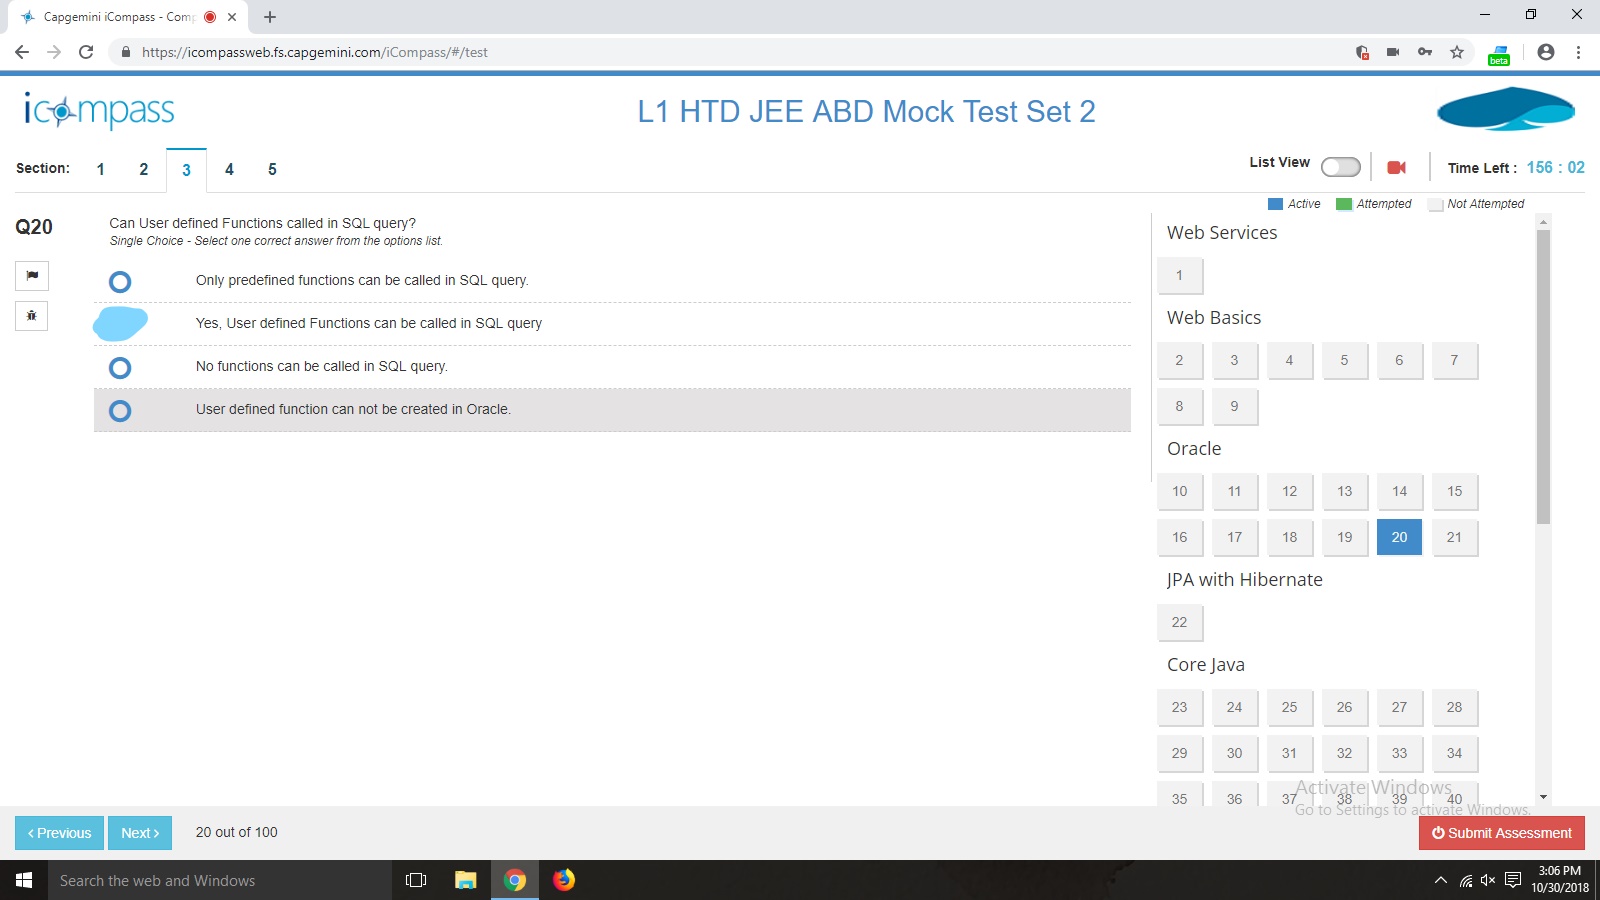 Capgemini iCompass - Comp
https://icompassweb.fs.capgemini.com/iCompass/#/test
beta
icompass
L1 HTD JEE ABD Mock Test Set 2
Section: 1 2 3 4 5
List View
Time Left : 156 : 02
Active Attempted Not Attempted
Q20
Can User defined Functions called in SQL query?
Single Choice - Select one correct answer from the options list.
Only predefined functions can be called in SQL query.
Yes, User defined Functions can be called in SQL query
No functions can be called in SQL query.
User defined function can not be created in Oracle.
Web Services
1
Web Basics
2 3 4 5 6 7
8 9
Oracle
10 11 12 13 14 15
16 17 18 19 20 21
JPA with Hibernate
22
Core Java
23 24 25 26 27 28
29 30 31 32 33 34
35 36 37 38 39 40
Activate Windows
Go to Settings to activate Windows.
‹ Previous Next › 20 out of 100
Submit Assessment
Search the web and Windows
3:06 PM
10/30/2018